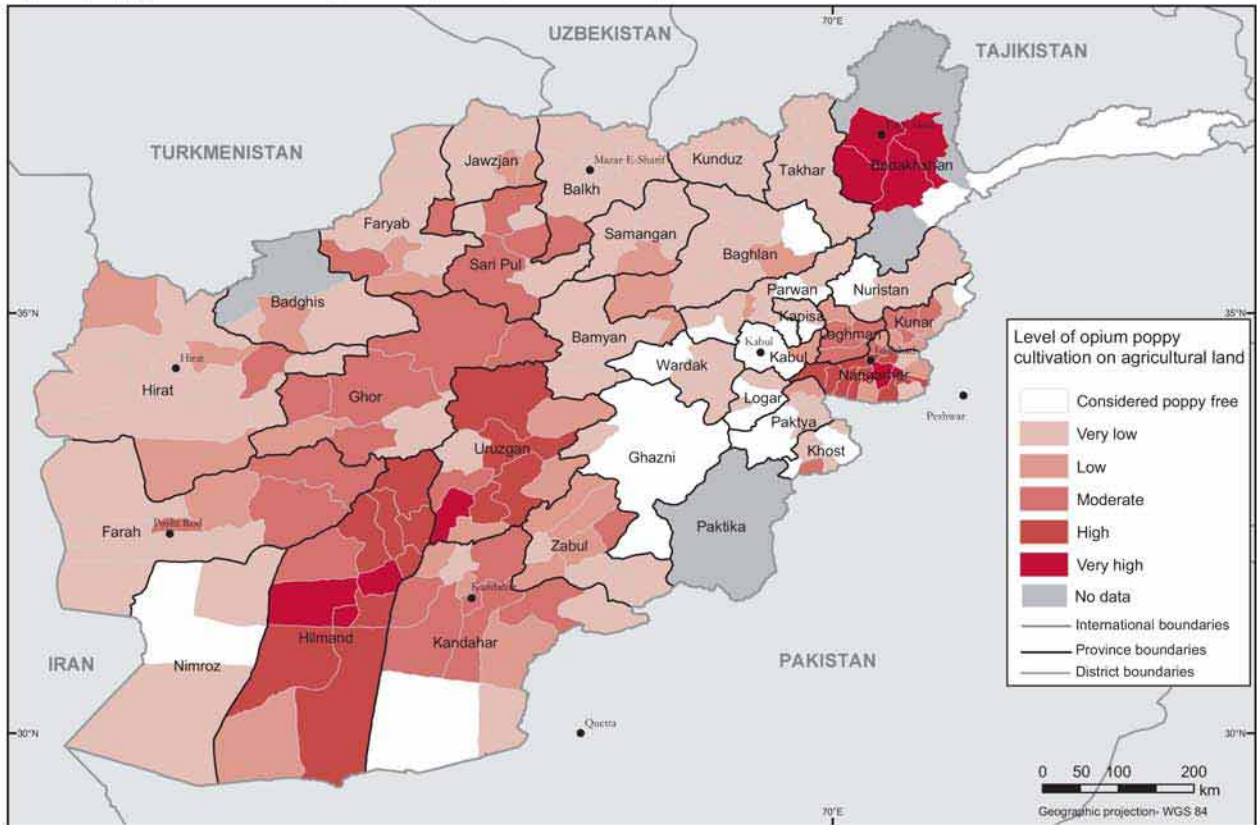 70°E
UZBEKISTAN
TAJIKISTAN
TURKMENISTAN
Jawzjan
Mazar E-Sharif
Balkh
Kunduz
Takhar
Badakhshan
Faryab
Samangan
Sari Pul
Baghlan
Badghis
Parwan
Nuristan
35°N
35°N
Bamyan
Kapisa
Laghman
Kunar
Kabul
Kabul
Hirat
Hirat
Wardak
Nangarhar
Ghor
Logar
Peshwar
Paktya
Uruzgan
Ghazni
Khost
Farah
Paktika
Zabul
Kandahar
Hilmand
Kandahar
IRAN
Nimroz
PAKISTAN
Quetta
30°N
30°N
70°E
Level of opium poppy
cultivation on agricultural land
Considered poppy free
Very low
Low
Moderate
High
Very high
No data
International boundaries
Province boundaries
District boundaries
0 50 100 200
km
Geographic projection- WGS 84